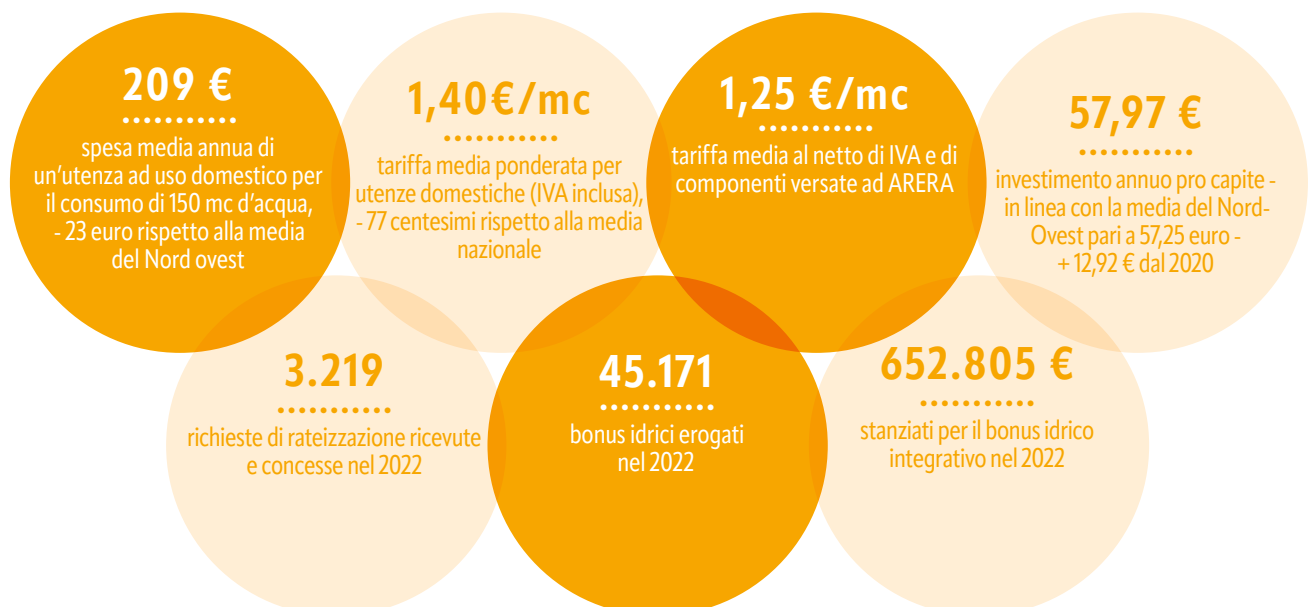 209 €
spesa media annua di
un'utenza ad uso domestico per
il consumo di 150 mc d'acqua,
- 23 euro rispetto alla media
del Nord ovest
1,40€/mc
tariffa media ponderata per
utenze domestiche (IVA inclusa),
- 77 centesimi rispetto alla media
nazionale
1,25 €/mc
tariffa media al netto di IVA e di
componenti versate ad ARERA
57,97 €
investimento annuo pro capite -
in linea con la media del Nord-
Ovest pari a 57,25 euro -
+ 12,92 € dal 2020
3.219
richieste di rateizzazione ricevute
e concesse nel 2022
45.171
bonus idrici erogati
nel 2022
652.805 €
stanziati per il bonus idrico
integrativo nel 2022